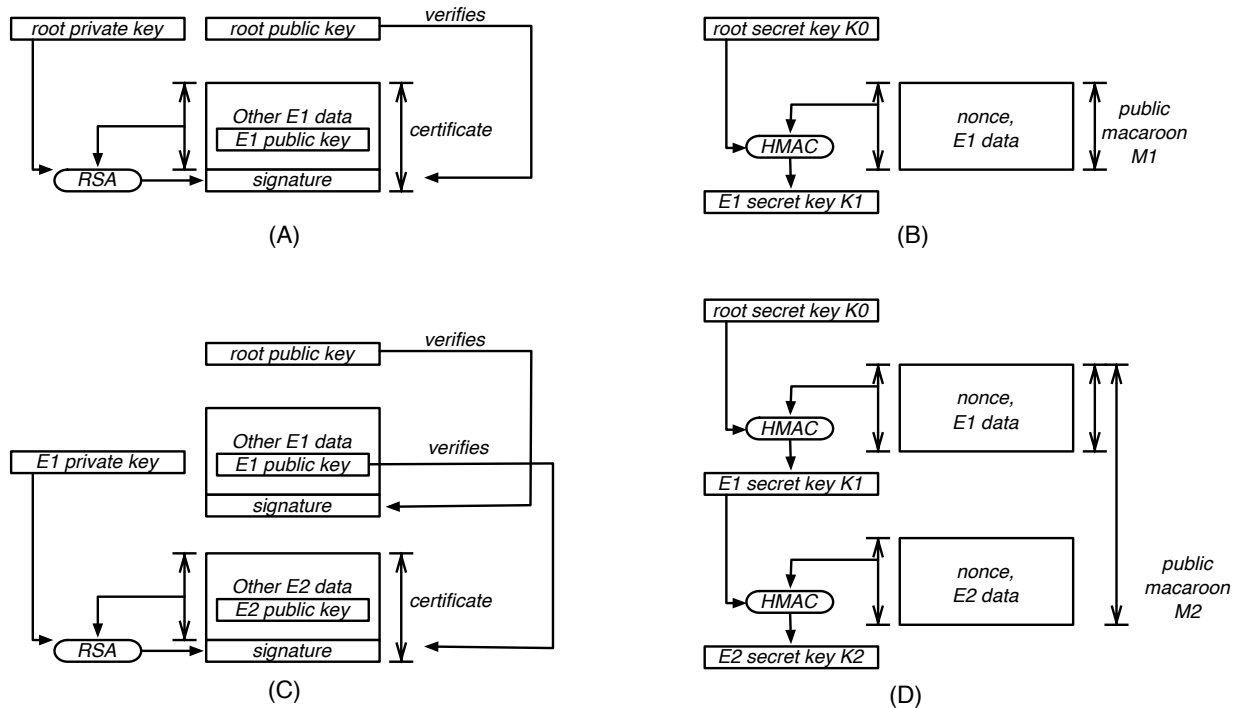 root private key
root public key
verifies
Other E1 data
E1 public key
certificate
RSA
signature
(A)
root secret key K0
nonce,
E1 data
public
macaroon
M1
HMAC
E1 secret key K1
(B)
root public key
verifies
Other E1 data
E1 public key
verifies
E1 private key
signature
Other E2 data
E2 public key
certificate
RSA
signature
(C)
root secret key K0
nonce,
E1 data
HMAC
E1 secret key K1
nonce,
E2 data
public
macaroon
M2
HMAC
E2 secret key K2
(D)